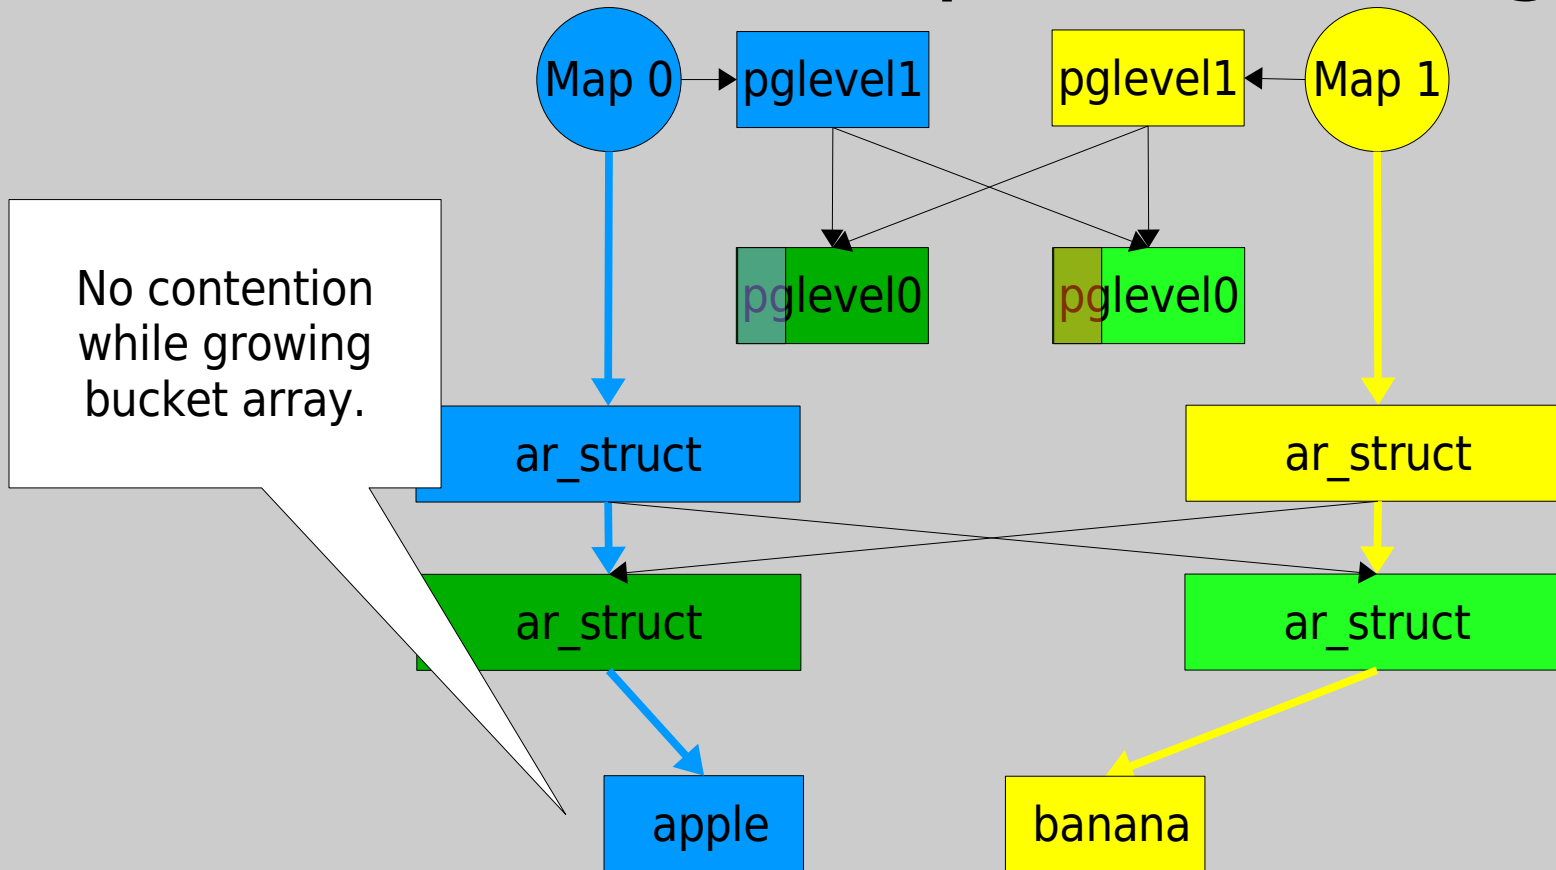 Map 0
pglevel1
pglevel1
Map 1
No contention
while growing
bucket array.
pglevel0
pglevel0
ar_struct
ar_struct
ar_struct
ar_struct
apple
banana